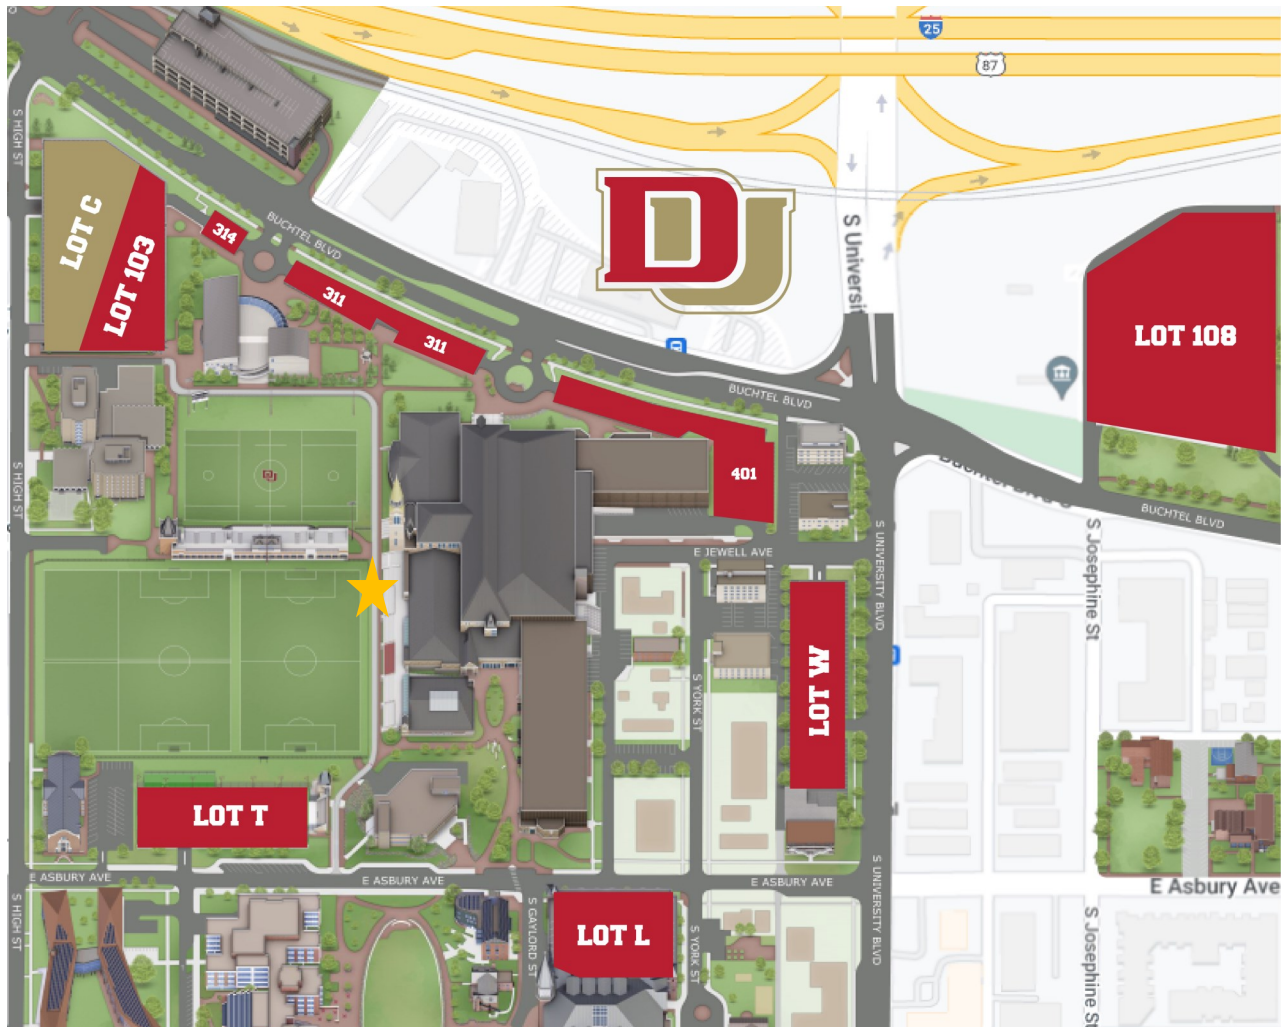 25
87
S HIGH ST
LOT C
LOT 103
314
BUCHTEL BLVD
311
311
DU
S Universit
LOT 108
BUCHTEL BLVD
401
S HIGH ST
BUCHTEL BLVD
E JEWELL AVE
S UNIVERSITY BLVD
S Josephine St
LOT W
S YORK ST
LOT T
E ASBURY AVE
E ASBURY AVE
E ASBURY AVE
E Asbury Ave
S HIGH ST
S GAYLORD ST
LOT L
S YORK ST
S UNIVERSITY BLVD
S Josephine St